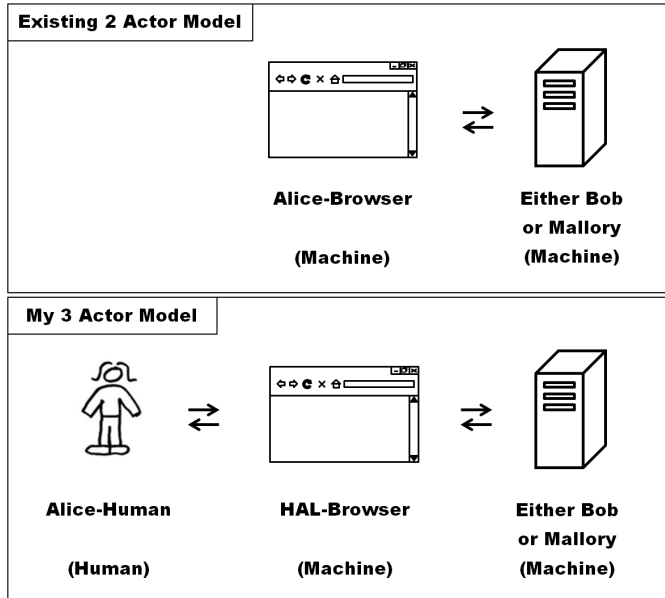 Existing 2 Actor Model
Alice-Browser
Either Bob
or Mallory
(Machine)
(Machine)
My 3 Actor Model
Alice-Human
HAL-Browser
Either Bob
or Mallory
(Human)
(Machine)
(Machine)